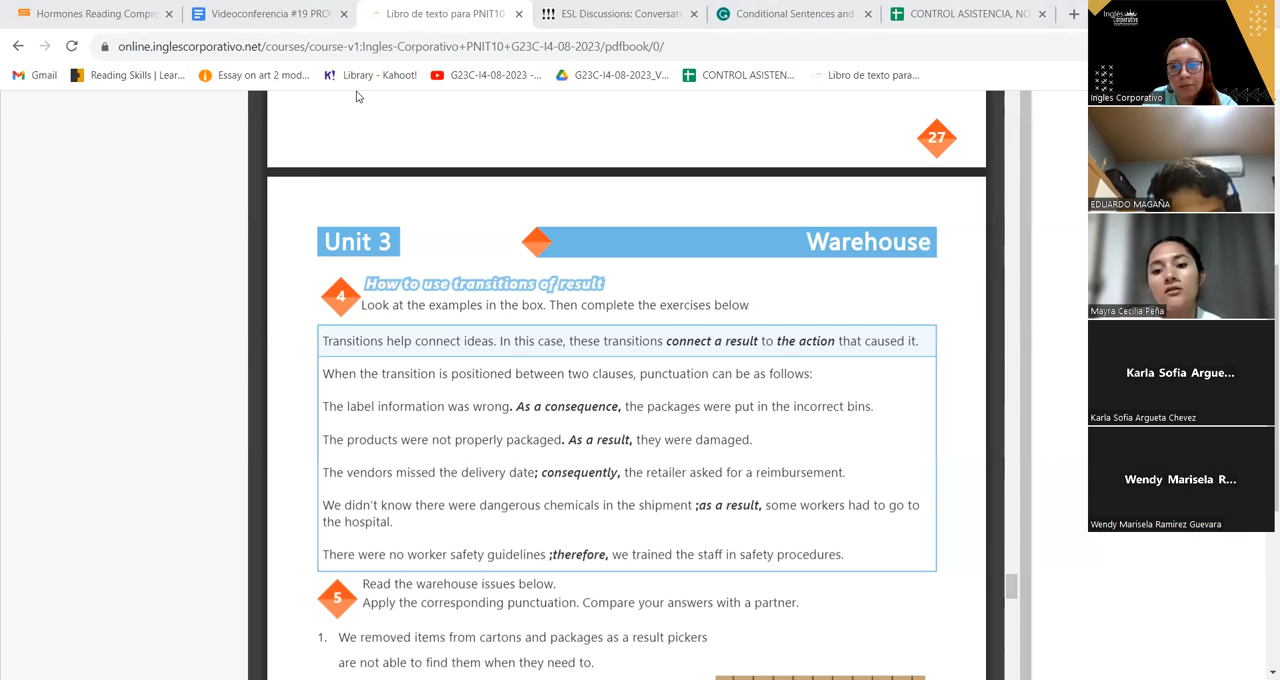 Hormones Reading Compre
Videoconferencia #19 PRO
Libro de texto para PNIT10
ESL Discussions: Conversati
Conditional Sentences and
CONTROL ASISTENCIA, NO
online.inglescorporativo.net/courses/course-v1:Ingles-Corporativo+PNIT10+G23C-I4-08-2023/pdfbook/0/
Gmail
Reading Skills | Lear...
Essay on art 2 mod...
Library - Kahoot!
G23C-I4-08-2023 -...
G23C-I4-08-2023_V...
CONTROL ASISTEN...
Libro de texto para...
27
Unit 3
Warehouse
4
How to use transitions of result
Look at the examples in the box. Then complete the exercises below
Transitions help connect ideas. In this case, these transitions connect a result to the action that caused it.
When the transition is positioned between two clauses, punctuation can be as follows:
The label information was wrong. As a consequence, the packages were put in the incorrect bins.
The products were not properly packaged. As a result, they were damaged.
The vendors missed the delivery date; consequently, the retailer asked for a reimbursement.
We didn't know there were dangerous chemicals in the shipment ;as a result, some workers had to go to
the hospital.
There were no worker safety guidelines ;therefore, we trained the staff in safety procedures.
5
Read the warehouse issues below.
Apply the corresponding punctuation. Compare your answers with a partner.
1. We removed items from cartons and packages as a result pickers
are not able to find them when they need to.
Inglés
Corporativo
Ingles Corporativo
EDUARDO MAGAÑA
Mayra Cecilia Peña
Karla Sofia Argue...
Karla Sofia Argueta Chevez
Wendy Marisela R...
Wendy Marisela Ramirez Guevara